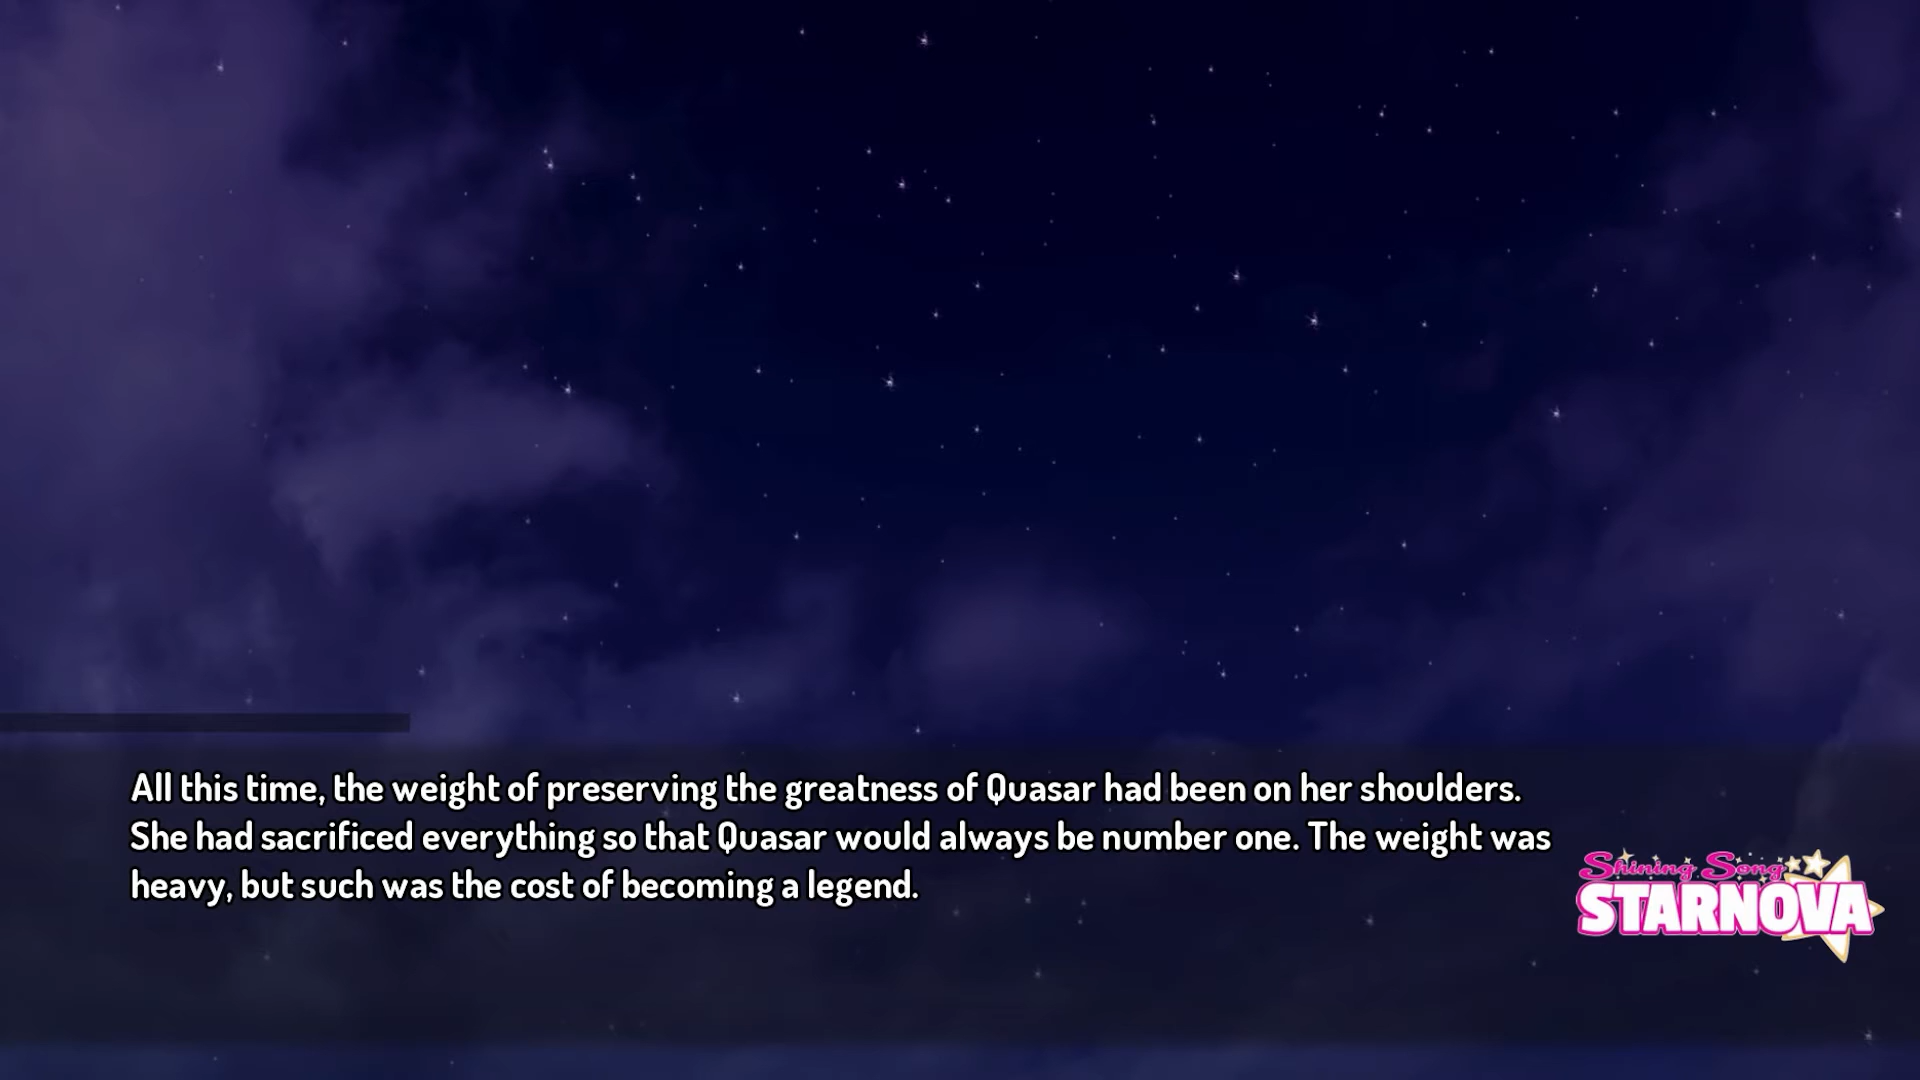 All this time, the weight of preserving the greatness of Quasar had been on her shoulders.
She had sacrificed everything so that Quasar would always be number one. The weight was
heavy, but such was the cost of becoming a legend.
Shining Song
STARNOVA